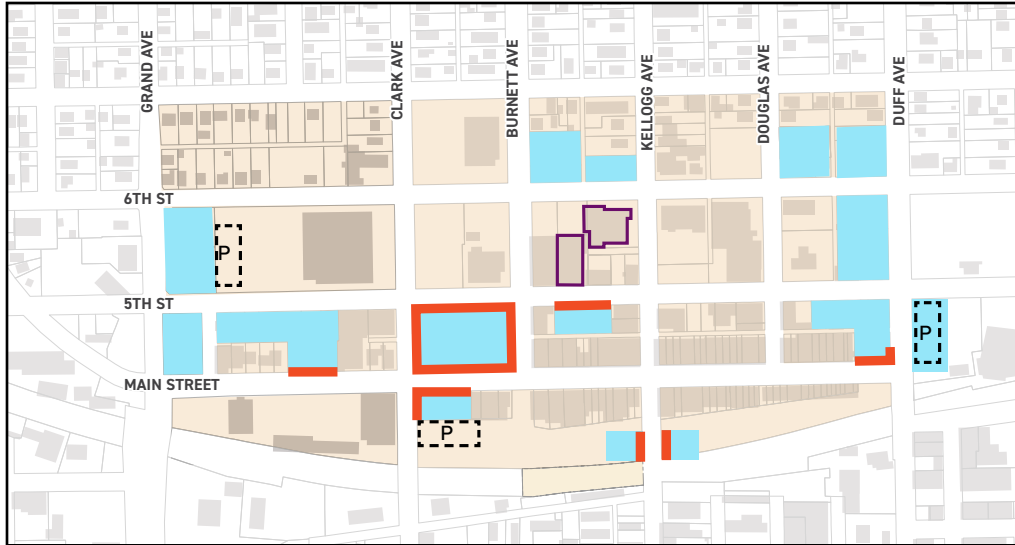 GRAND AVE
CLARK AVE
BURNETT AVE
KELLOGG AVE
DOUGLAS AVE
DUFF AVE
6TH ST
P
5TH ST
P
MAIN STREET
P